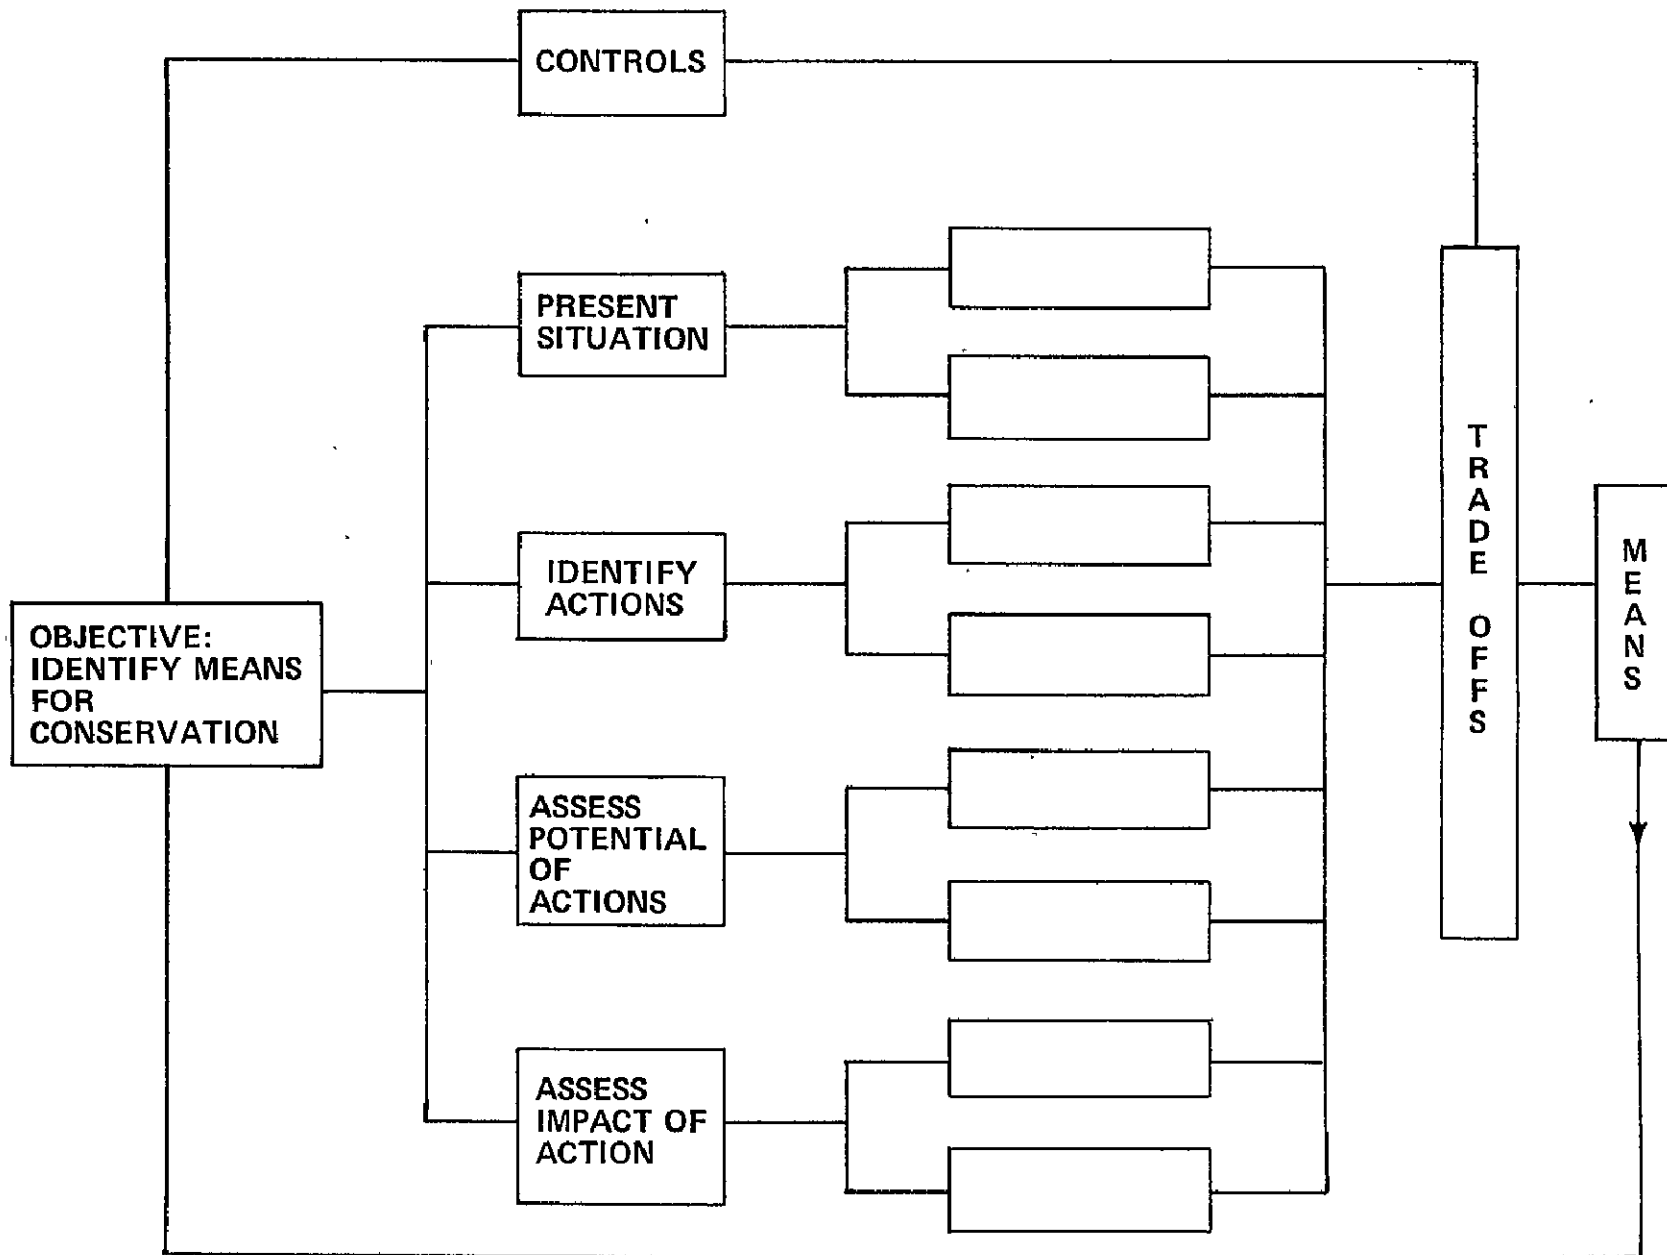 CONTROLS
PRESENT
SITUATION
IDENTIFY
ACTIONS
OBJECTIVE:
IDENTIFY MEANS
FOR
CONSERVATION
ASSESS
POTENTIAL
OF
ACTIONS
ASSESS
IMPACT OF
ACTION
TRADE OFFS
MEANS